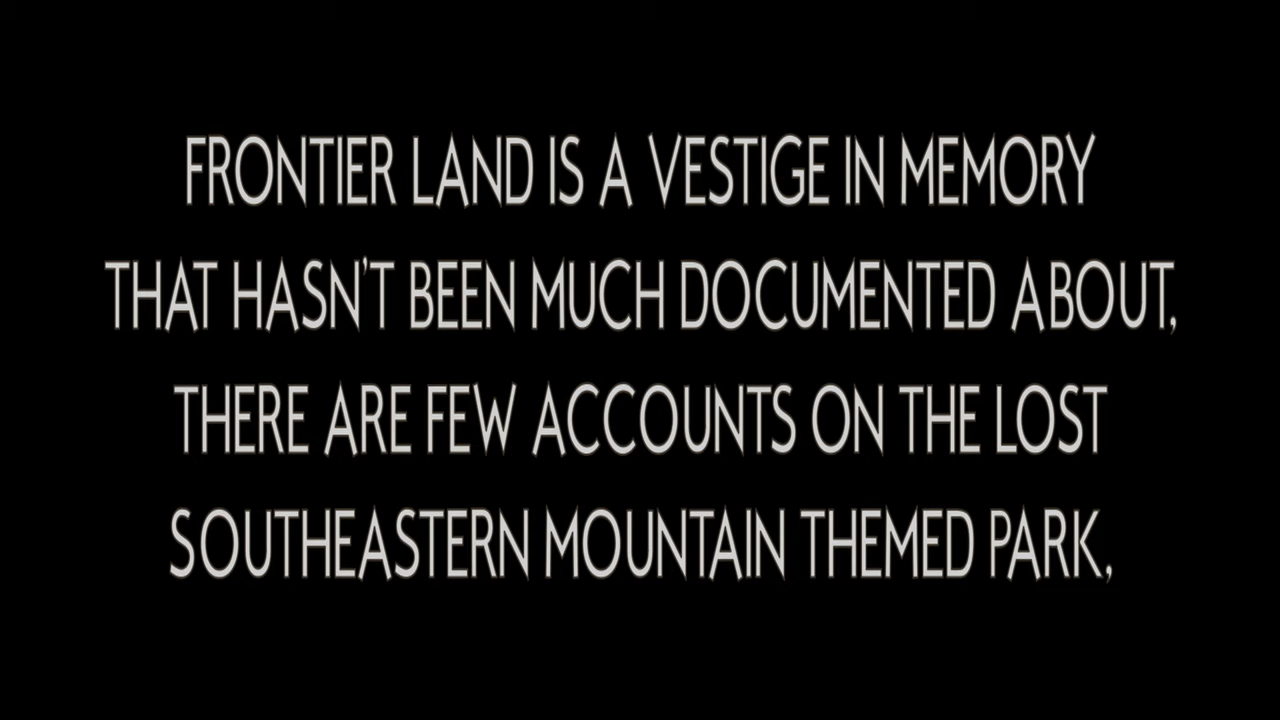 FRONTIER LAND IS A VESTIGE IN MEMORY
THAT HASN'T BEEN MUCH DOCUMENTED ABOUT,
THERE ARE FEW ACCOUNTS ON THE LOST
SOUTHEASTERN MOUNTAIN THEMED PARK,